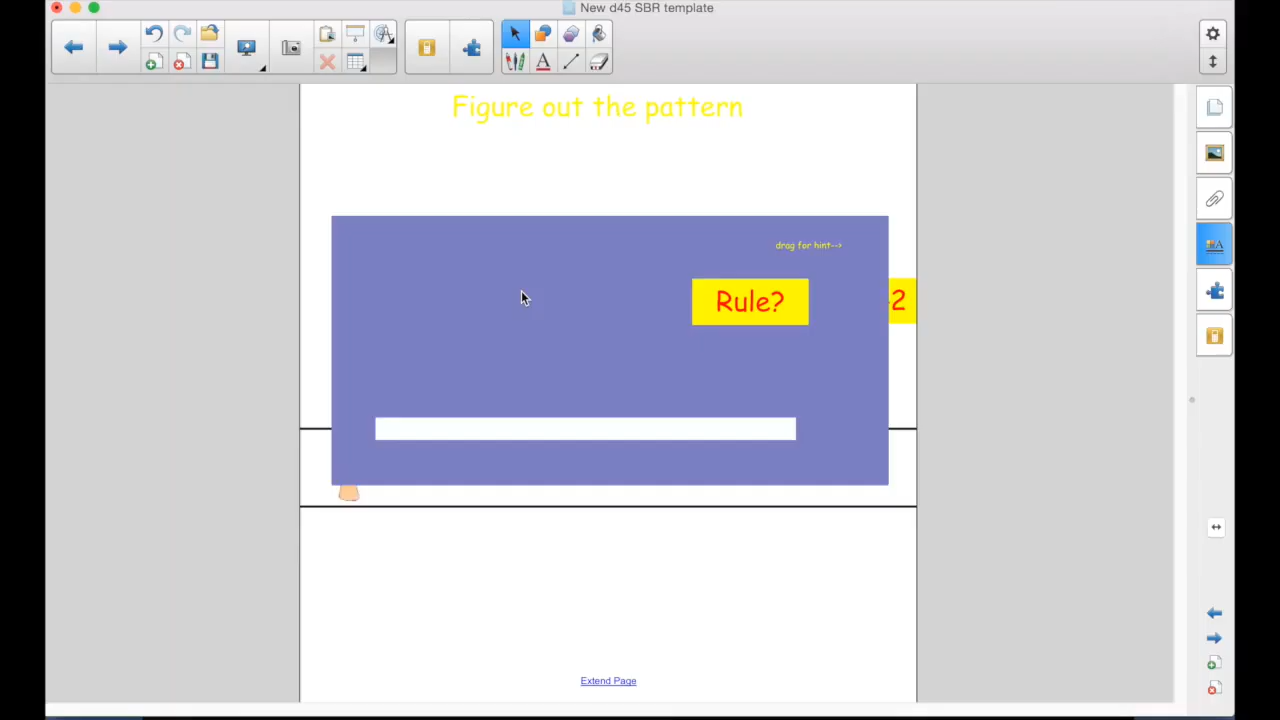 New d45 SBR template
Figure out the pattern
drag for hint-->
Rule?
-2
Extend Page